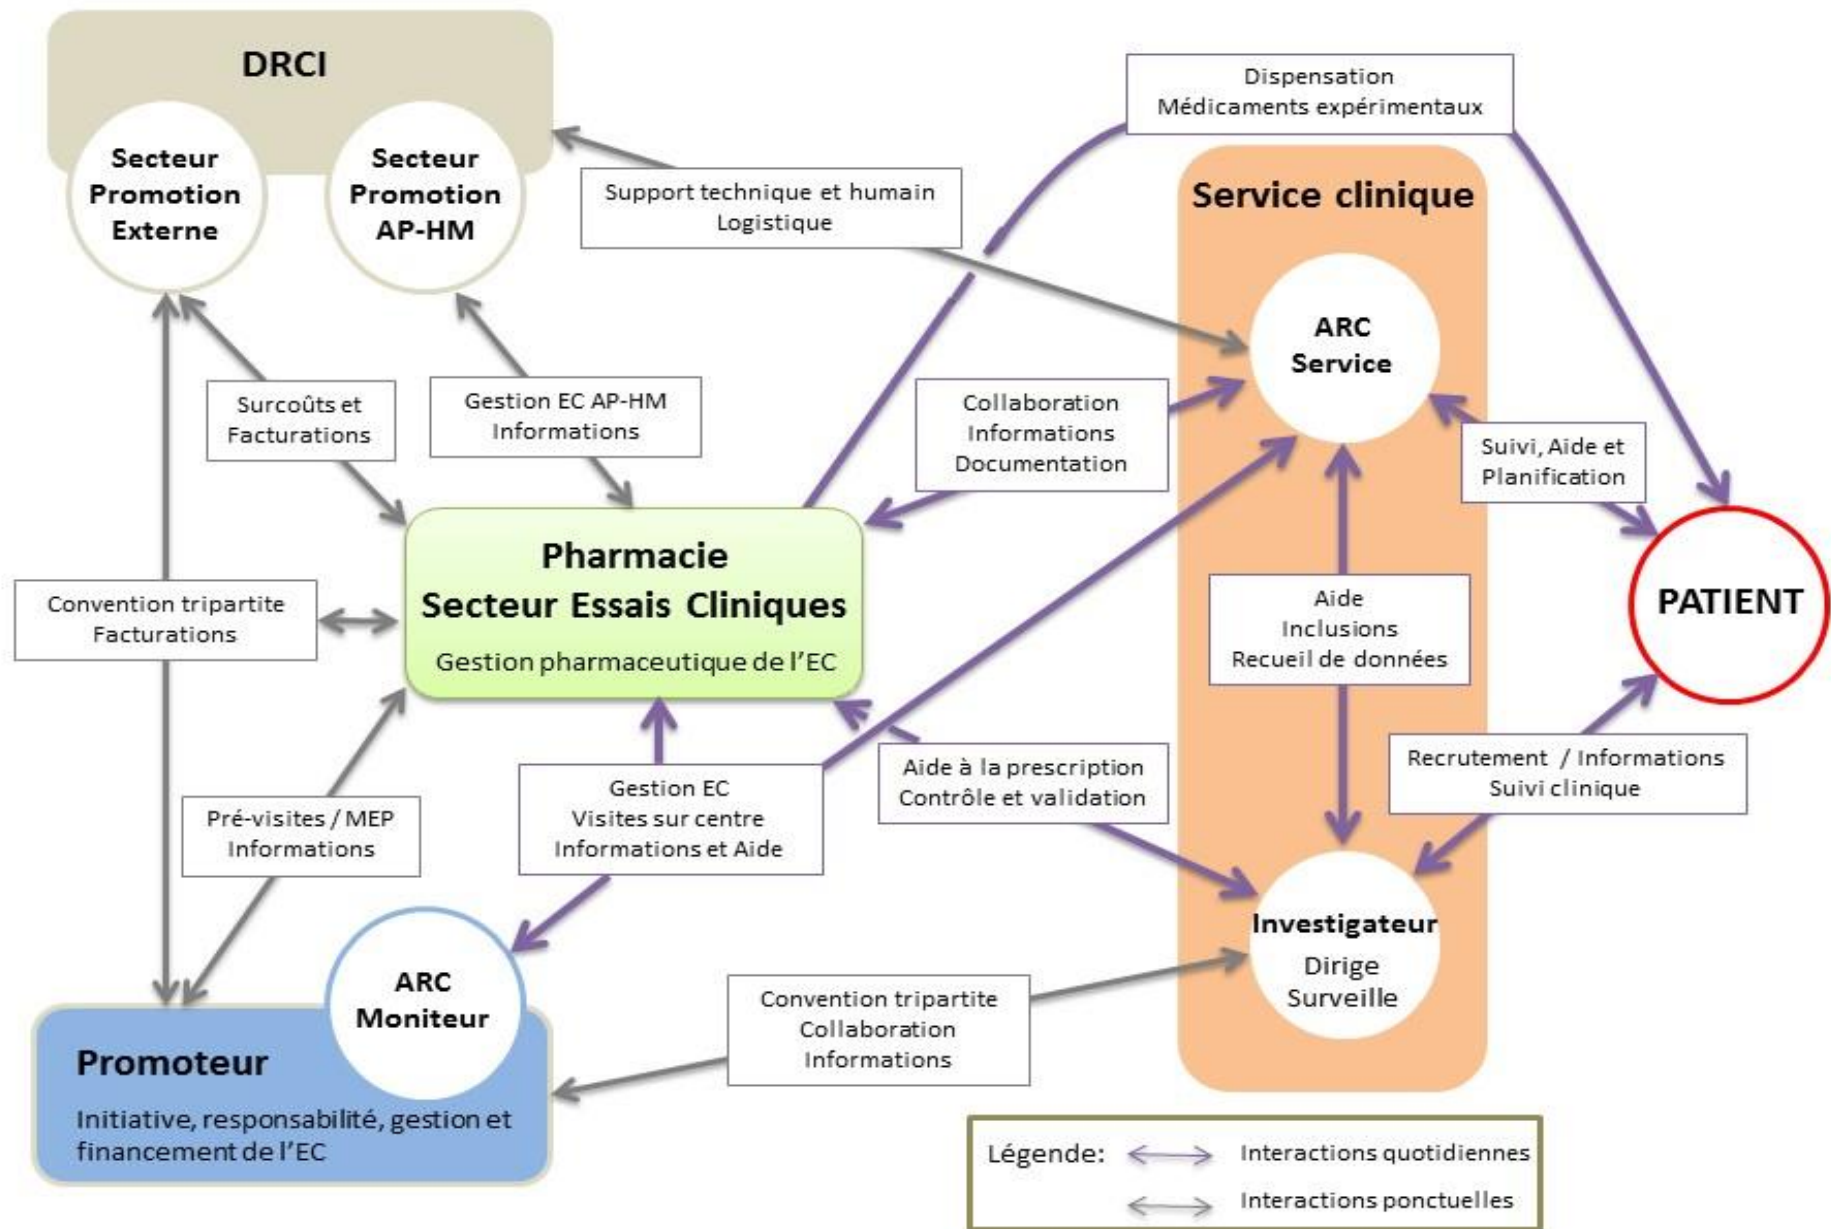 DRCI
Secteur
Promotion
Externe
Secteur
Promotion
AP-HM
Dispensation
Médicaments expérimentaux
Support technique et humain
Logistique
Service clinique
ARC
Service
Surcoûts et
Facturations
Gestion EC AP-HM
Informations
Collaboration
Informations
Documentation
Suivi, Aide et
Planification
Pharmacie
Secteur Essais Cliniques
Gestion pharmaceutique de l’EC
Convention tripartite
Facturations
Aide
Inclusions
Recueil de données
PATIENT
Pré-visites / MEP
Informations
Gestion EC
Visites sur centre
Informations et Aide
Aide à la prescription
Contrôle et validation
Recrutement / Informations
Suivi clinique
ARC
Moniteur
Investigateur
Dirige
Surveille
Convention tripartite
Collaboration
Informations
Promoteur
Initiative, responsabilité, gestion et
financement de l’EC
Légende:
Interactions quotidiennes
Interactions ponctuelles